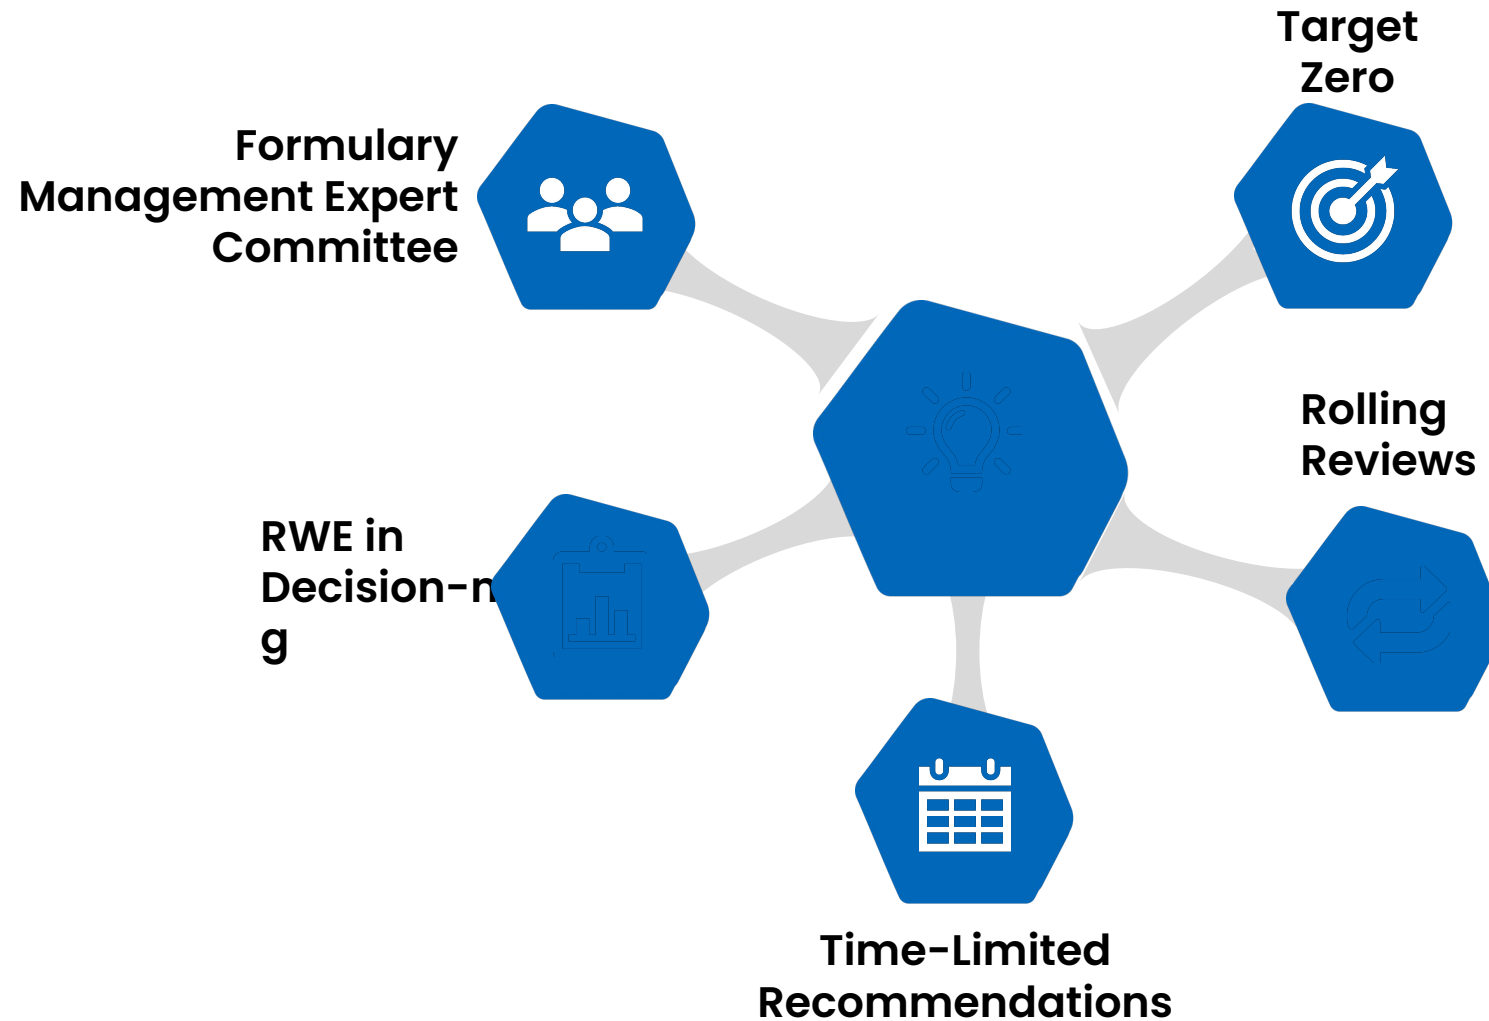 Target
Zero
Formulary
Management Expert
Committee
Rolling
Reviews
RWE in
Decision-
g
Time-Limited
Recommendations